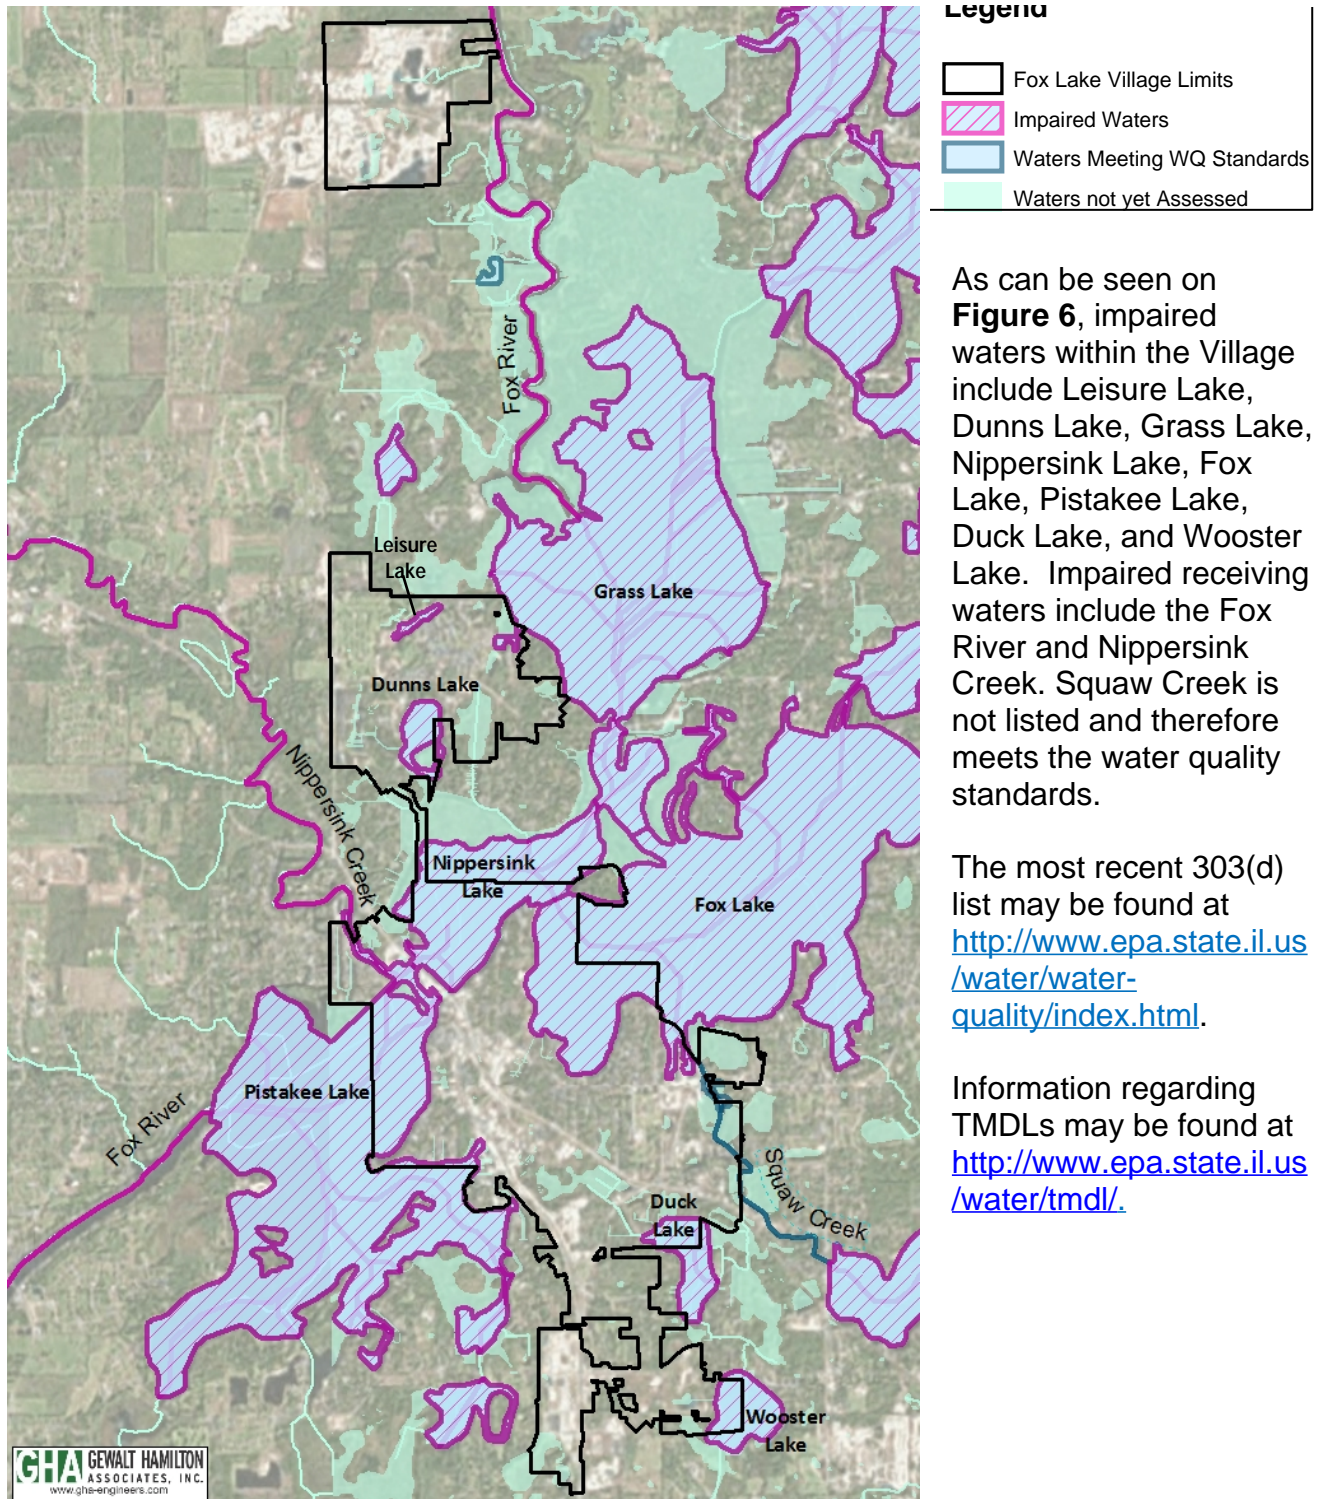 Legend
Fox Lake Village Limits
Impaired Waters
Waters Meeting WQ Standards
Waters not yet Assessed
Fox River
Leisure
Lake
Grass Lake
Dunns Lake
Nippersink Creek
Nippersink
Lake
Fox Lake
Pistakee Lake
Fox River
Squaw Creek
Duck
Lake
Wooster
Lake
GHA GEWALT HAMILTON
ASSOCIATES, INC.
www.gha-engineers.com
As can be seen on
Figure 6, impaired
waters within the Village
include Leisure Lake,
Dunns Lake, Grass Lake,
Nippersink Lake, Fox
Lake, Pistakee Lake,
Duck Lake, and Wooster
Lake.  Impaired receiving
waters include the Fox
River and Nippersink
Creek. Squaw Creek is
not listed and therefore
meets the water quality
standards.
The most recent 303(d)
list may be found at
http://www.epa.state.il.us
/water/water-
quality/index.html.
Information regarding
TMDLs may be found at
http://www.epa.state.il.us
/water/tmdl/.